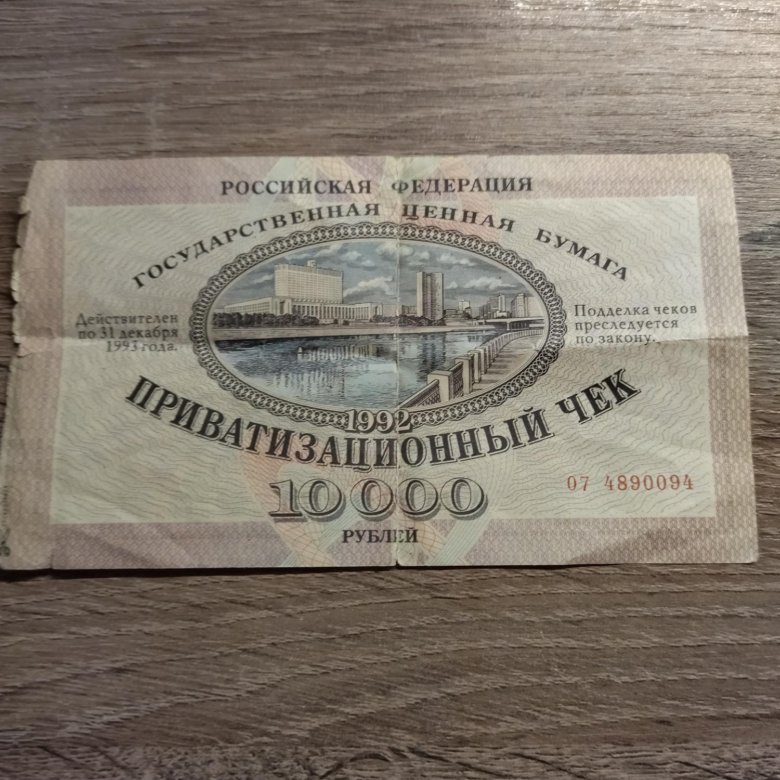 РОССИЙСКАЯ ФЕДЕРАЦИЯ
ГОСУДАРСТВЕННАЯ ЦЕННАЯ БУМАГА
Действителен
по 31 декабря
1993 года.
Подделка чеков
преследуется
по закону.
1992
ПРИВАТИЗАЦИОННЫЙ ЧЕК
10000
07 4890094
РУБЛЕЙ